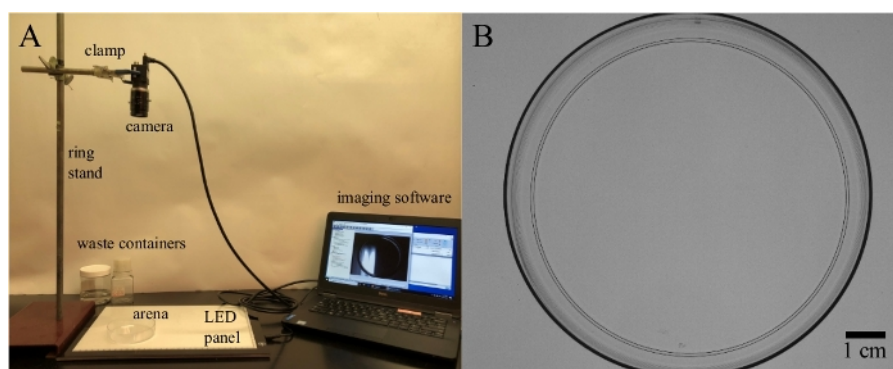 A
clamp
camera
ring
stand
imaging software
waste containers
arena
LED
panel
B
1 cm